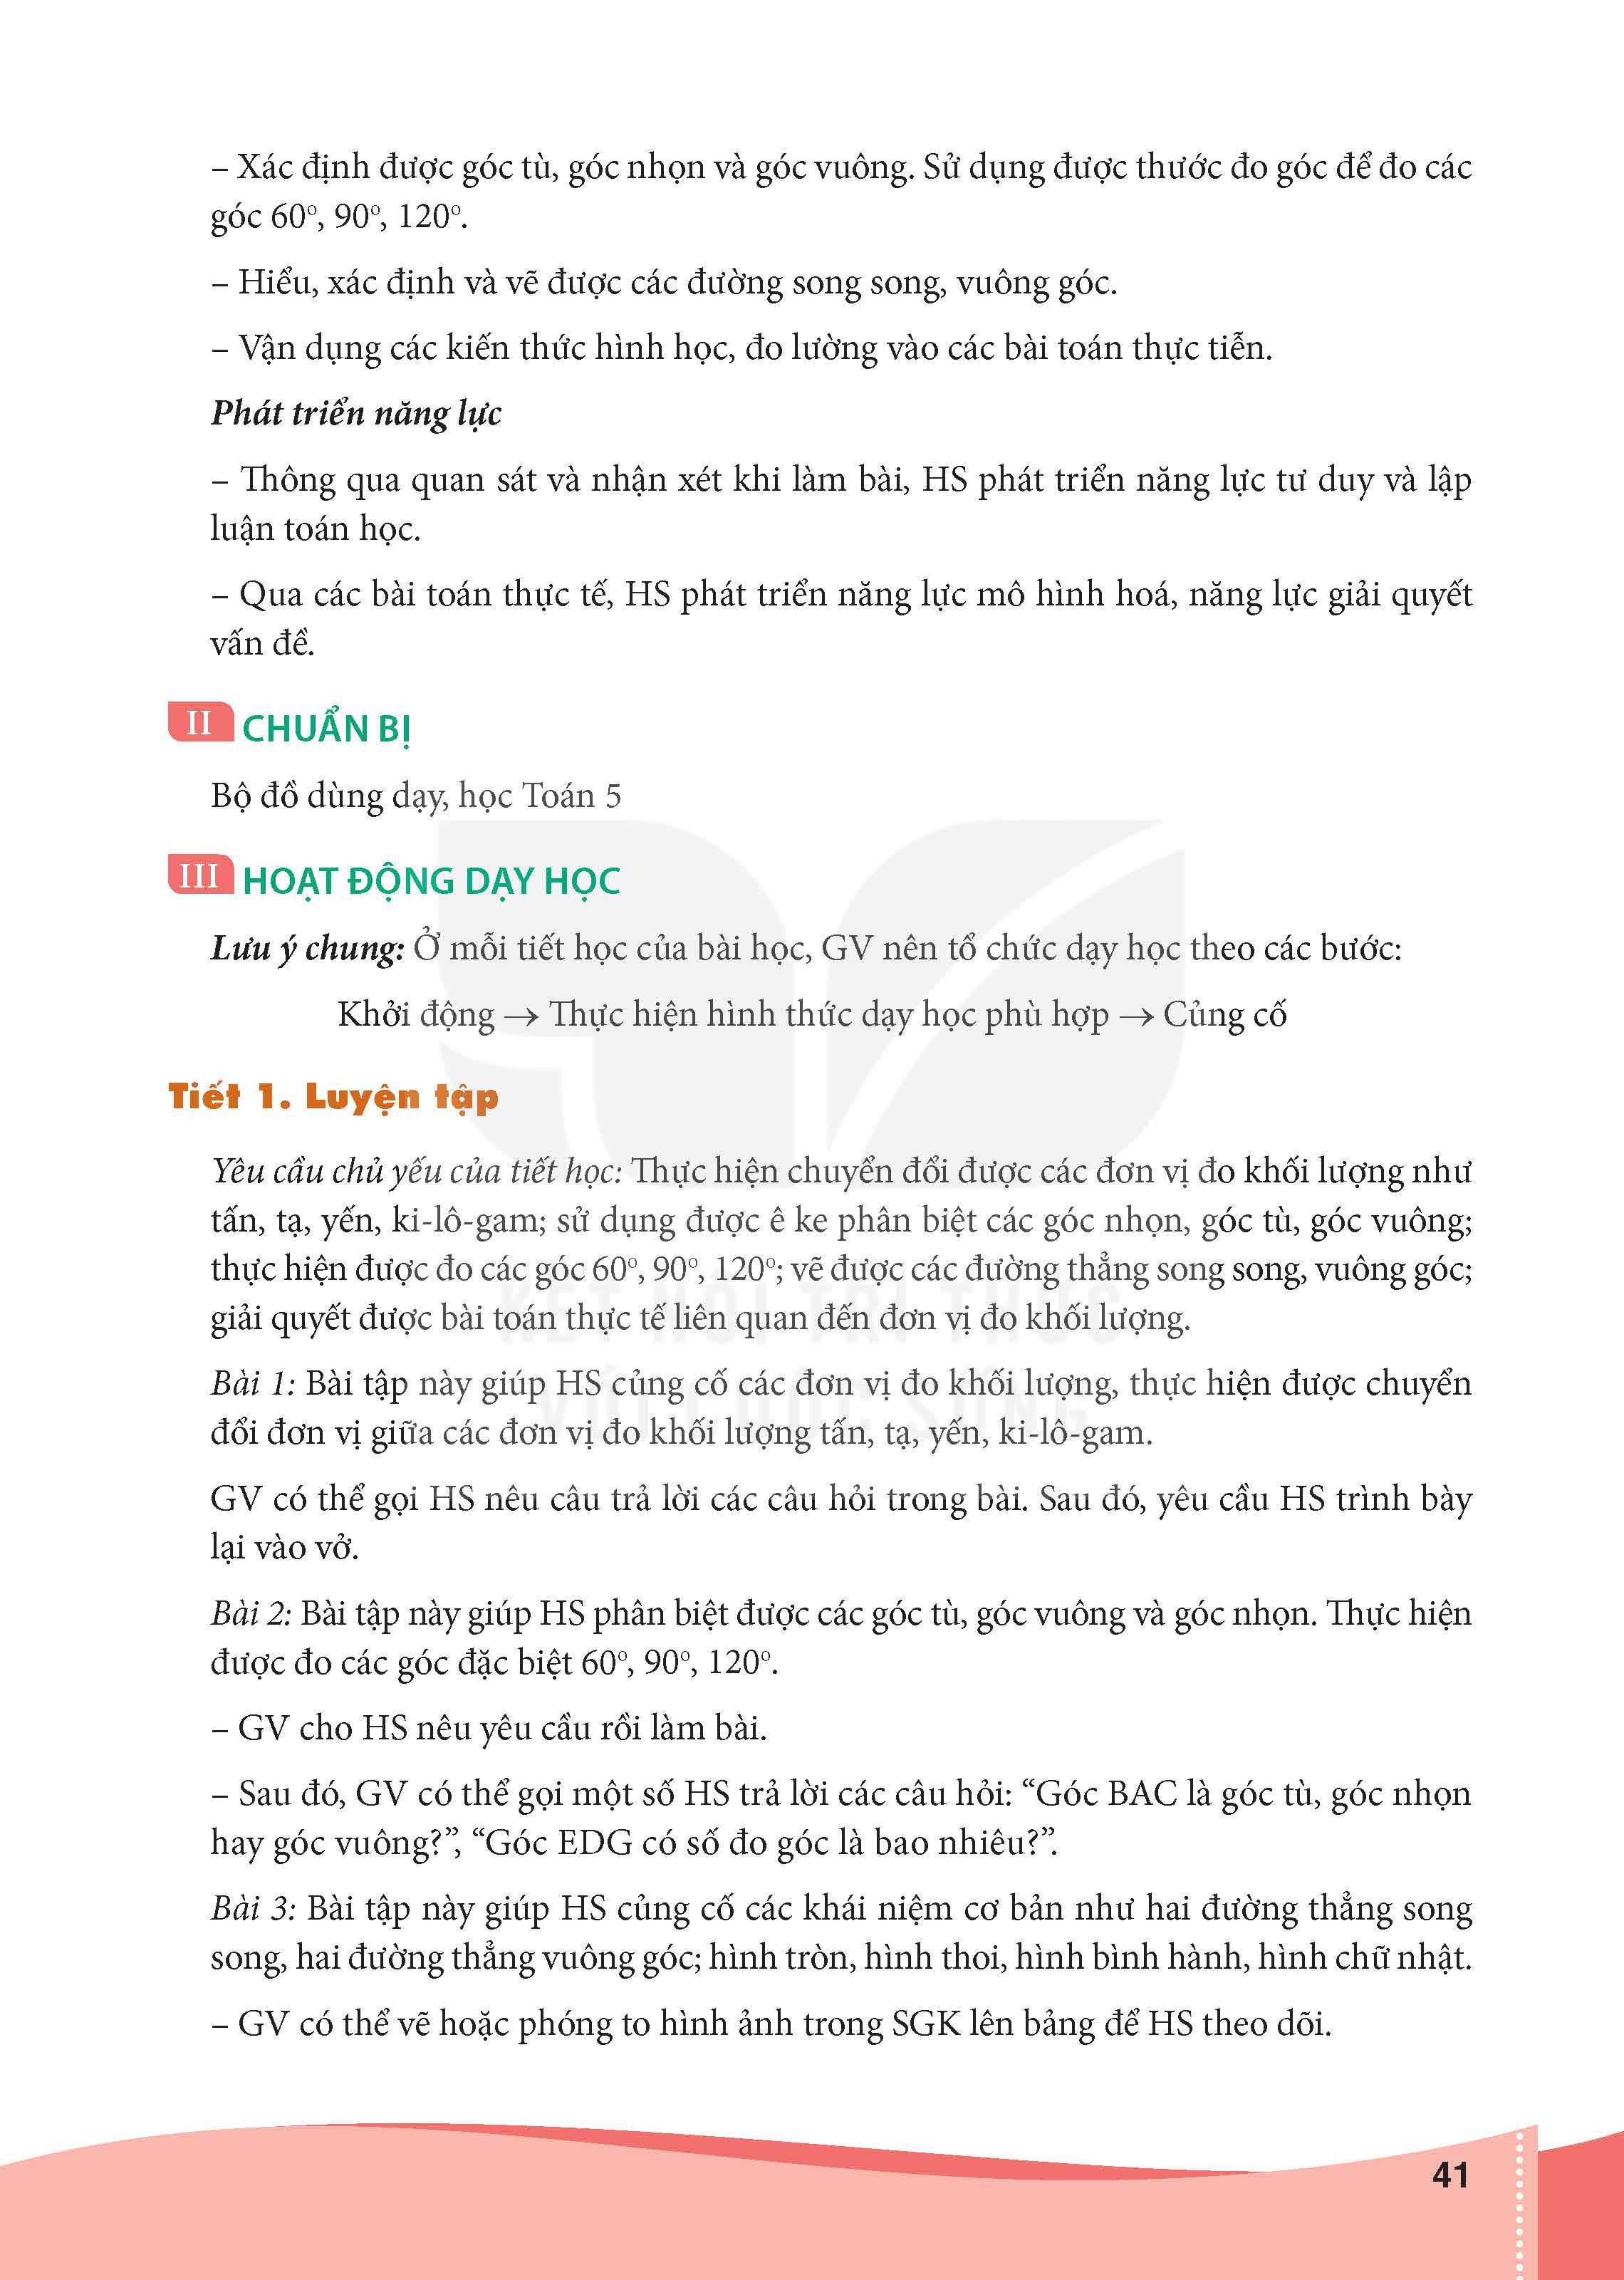 – Xác định được góc tù, góc nhọn và góc vuông. Sử dụng được thước đo góc để đo các
góc 60º, 90º, 120º.
– Hiểu, xác định và vẽ được các đường song song, vuông góc.
– Vận dụng các kiến thức hình học, đo lường vào các bài toán thực tiễn.
Phát triển năng lực
– Thông qua quan sát và nhận xét khi làm bài, HS phát triển năng lực tư duy và lập
luận toán học.
– Qua các bài toán thực tế, HS phát triển năng lực mô hình hoá, năng lực giải quyết
vấn đề.
II CHUẨN BỊ
Bộ đồ dùng dạy, học Toán 5
III HOẠT ĐỘNG DẠY HỌC
Lưu ý chung: Ở mỗi tiết học của bài học, GV nên tổ chức dạy học theo các bước:
Khởi động → Thực hiện hình thức dạy học phù hợp → Củng cố
Tiết 1. Luyện tập
Yêu cầu chủ yếu của tiết học: Thực hiện chuyển đổi được các đơn vị đo khối lượng như
tấn, tạ, yến, ki-lô-gam; sử dụng được ê ke phân biệt các góc nhọn, góc tù, góc vuông;
thực hiện được đo các góc 60º, 90º, 120º; vẽ được các đường thẳng song song, vuông góc;
giải quyết được bài toán thực tế liên quan đến đơn vị đo khối lượng.
KẾT NỐI TRI THỨC
VỚI CUỘC SỐNG
Bài 1: Bài tập này giúp HS củng cố các đơn vị đo khối lượng, thực hiện được chuyển
đổi đơn vị giữa các đơn vị đo khối lượng tấn, tạ, yến, ki-lô-gam.
GV có thể gọi HS nêu câu trả lời các câu hỏi trong bài. Sau đó, yêu cầu HS trình bày
lại vào vở.
Bài 2: Bài tập này giúp HS phân biệt được các góc tù, góc vuông và góc nhọn. Thực hiện
được đo các góc đặc biệt 60º, 90º, 120º.
– GV cho HS nêu yêu cầu rồi làm bài.
– Sau đó, GV có thể gọi một số HS trả lời các câu hỏi: “Góc BAC là góc tù, góc nhọn
hay góc vuông?”, “Góc EDG có số đo góc là bao nhiêu?”.
Bài 3: Bài tập này giúp HS củng cố các khái niệm cơ bản như hai đường thẳng song
song, hai đường thẳng vuông góc; hình tròn, hình thoi, hình bình hành, hình chữ nhật.
– GV có thể vẽ hoặc phóng to hình ảnh trong SGK lên bảng để HS theo dõi.
41